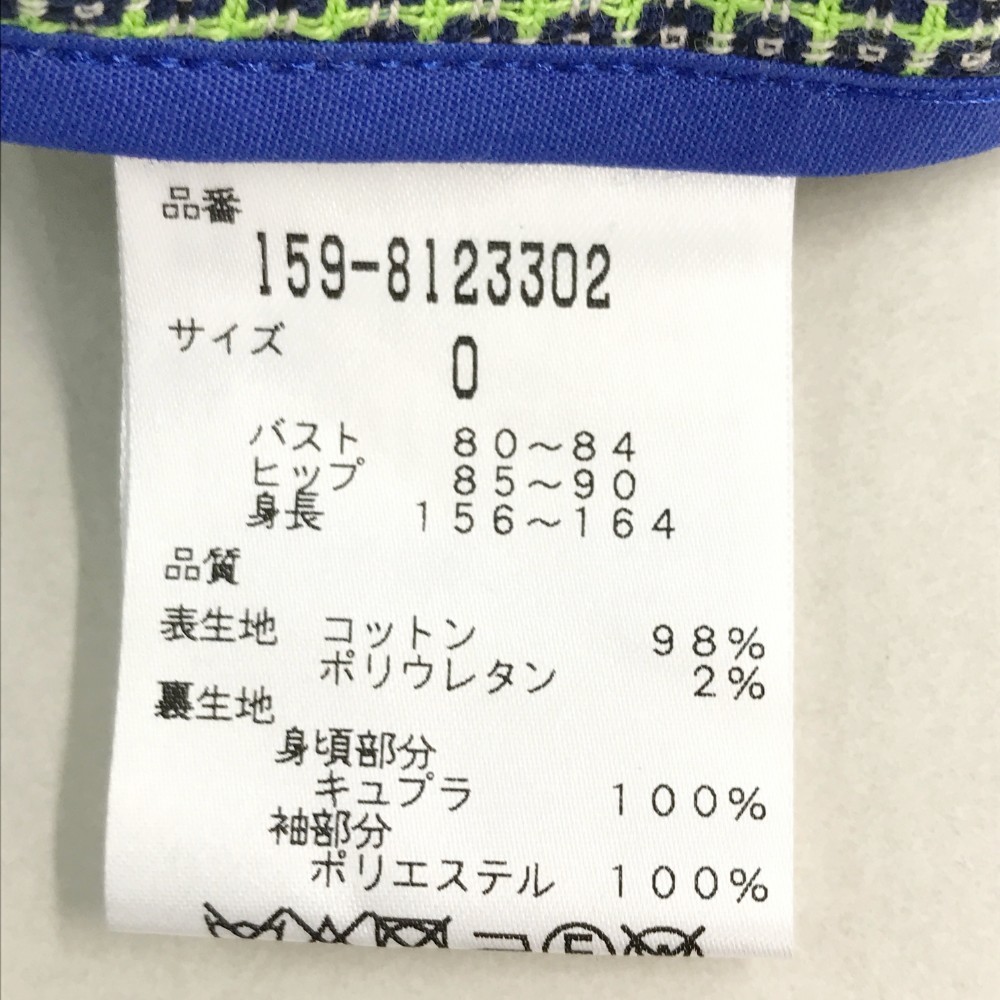 品番
159-8123302
サイズ
0
バスト 80～84
ヒップ 85～90
身長 156～164
品質
表生地 コットン 98%
ポリウレタン 2%
裏生地
身頃部分
キュプラ 100%
袖部分
ポリエステル 100%